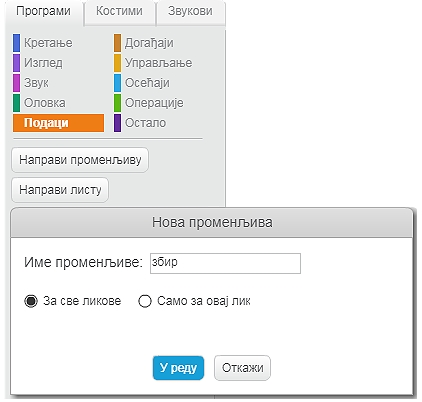 Програми Костими Звукови
Кретање Догађаји
Изглед Управљање
Звук Осећаји
Оловка Операције
Подаци Остало
Направи променљиву
Направи листу
Нова променљива
Име променљиве: збир
За све ликове Само за овај лик
У реду Откажи